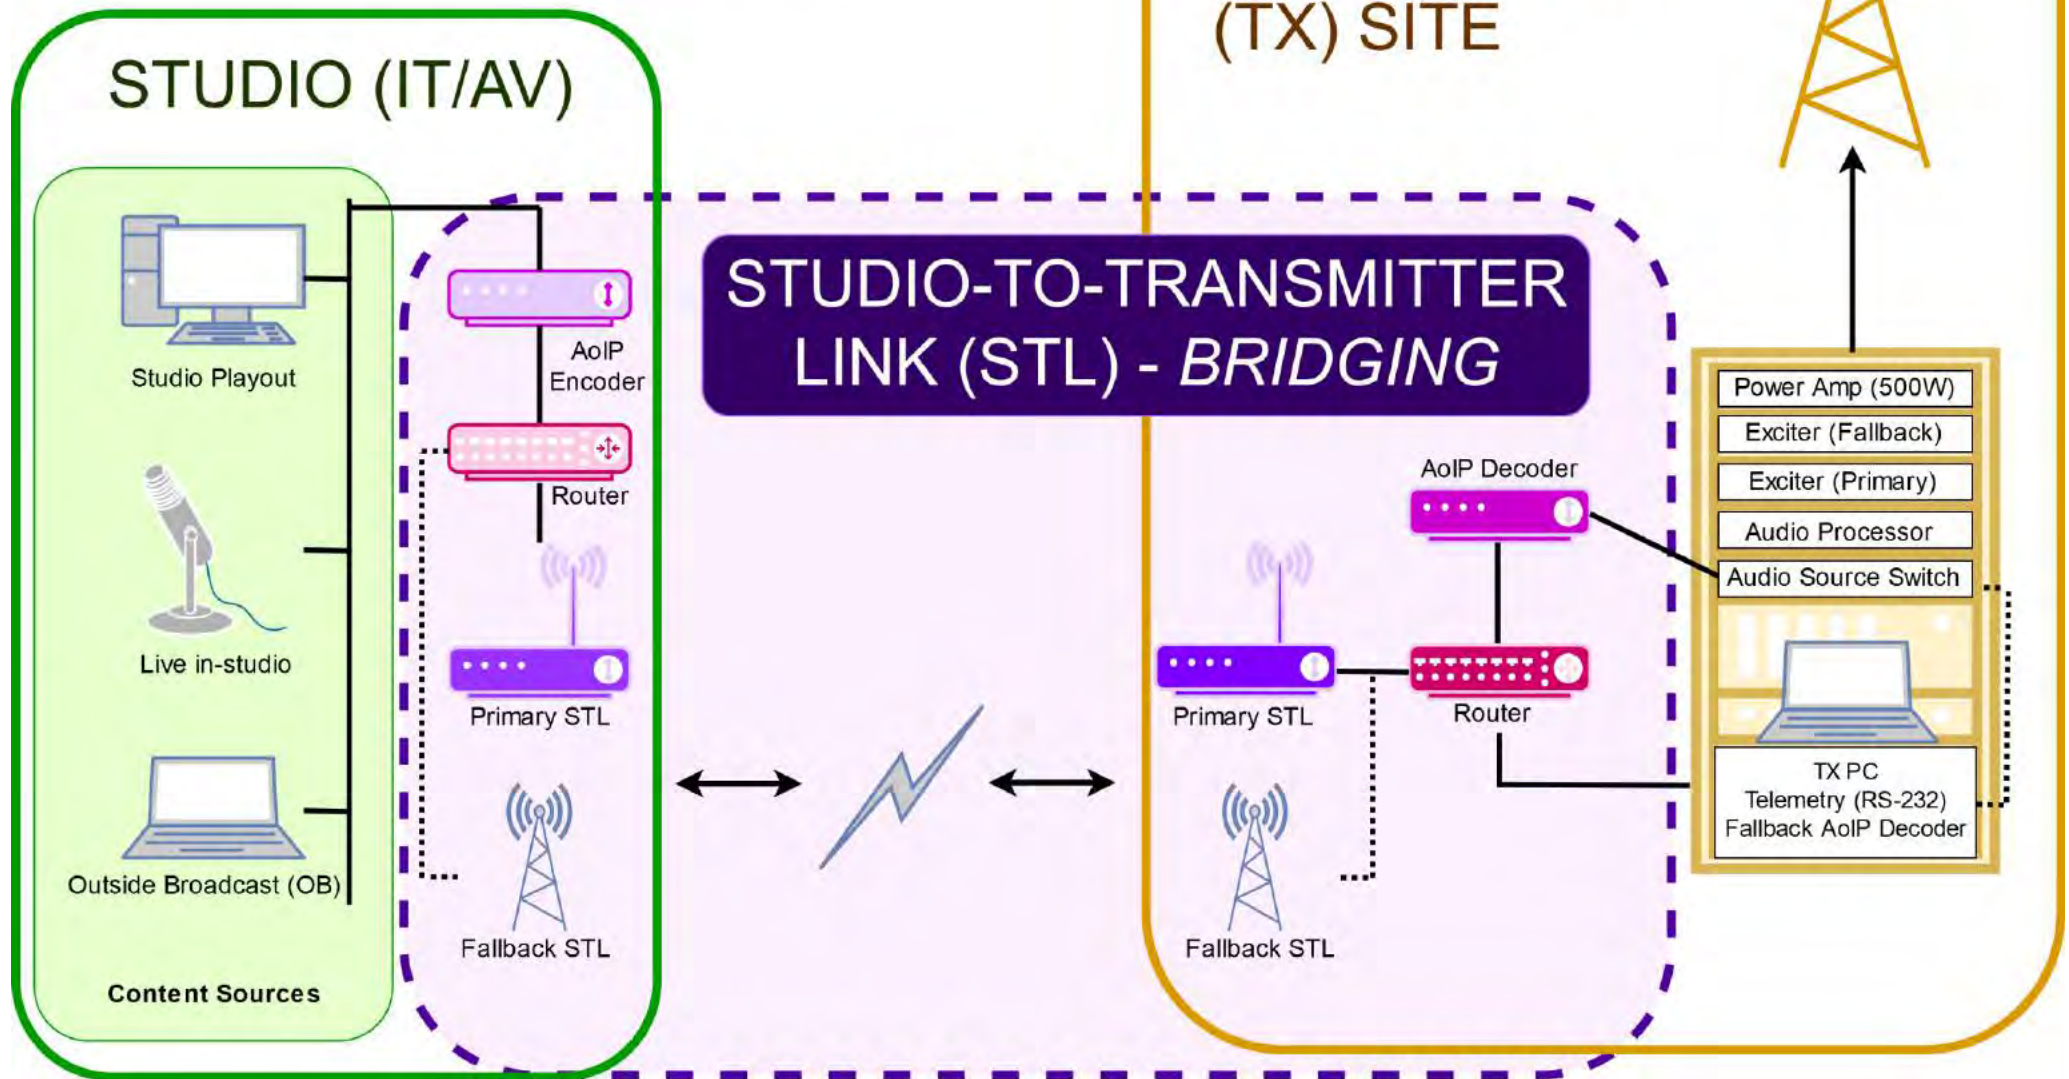 (TX) SITE
STUDIO (IT/AV)
STUDIO-TO-TRANSMITTER
LINK (STL) - BRIDGING
Studio Playout
Live in-studio
Outside Broadcast (OB)
Content Sources
AoIP
Encoder
Router
Primary STL
Fallback STL
AoIP Decoder
Primary STL
Router
Fallback STL
Power Amp (500W)
Exciter (Fallback)
Exciter (Primary)
Audio Processor
Audio Source Switch
TX PC
Telemetry (RS-232)
Fallback AoIP Decoder